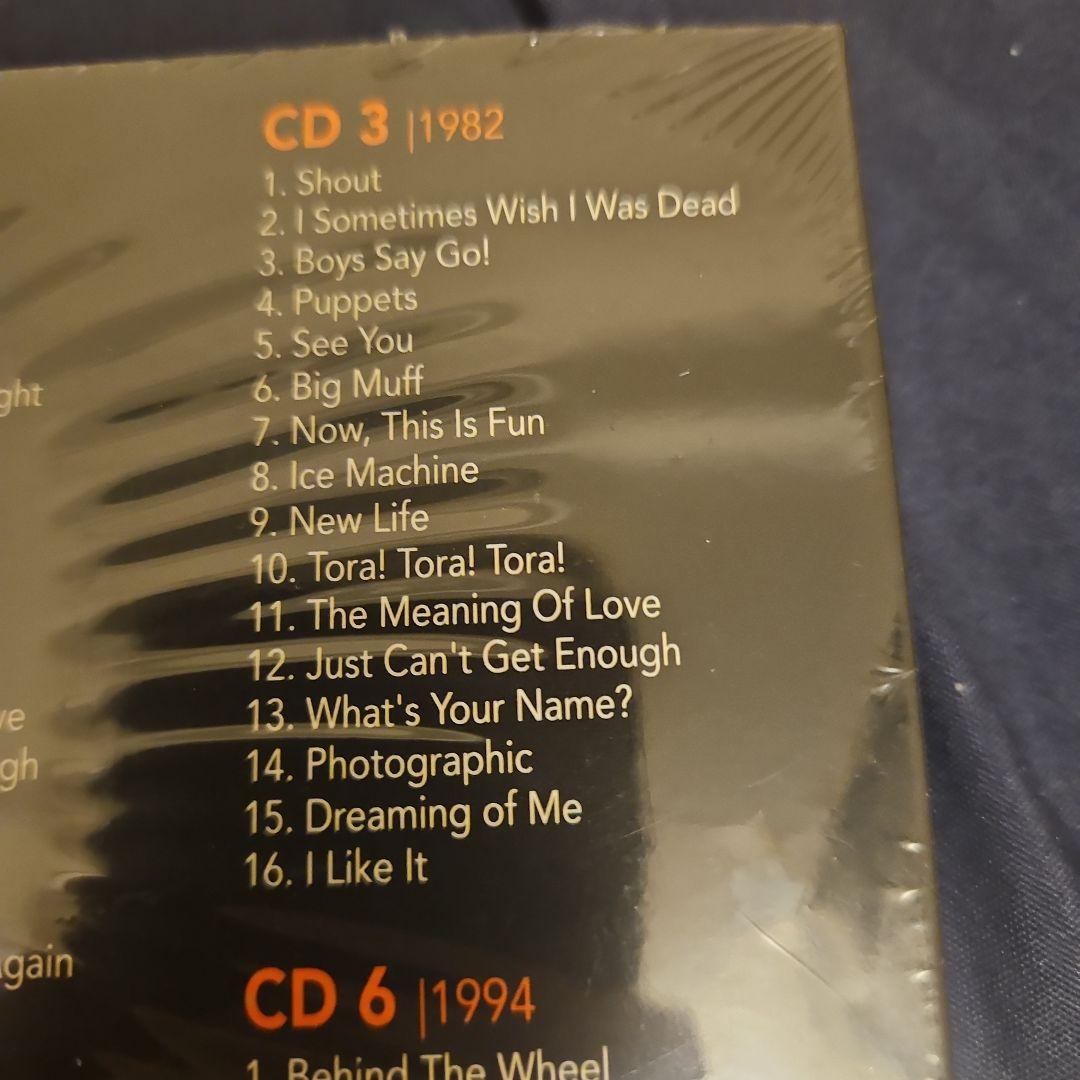 CD 3 |1982
1. Shout
2. I Sometimes Wish I Was Dead
3. Boys Say Go!
4. Puppets
5. See You
6. Big Muff
7. Now, This Is Fun
8. Ice Machine
9. New Life
10. Tora! Tora! Tora!
11. The Meaning Of Love
12. Just Can't Get Enough
13. What's Your Name?
14. Photographic
15. Dreaming of Me
16. I Like It
CD 6 |1994
1. Behind The Wheel
ght
ve
gh
Again